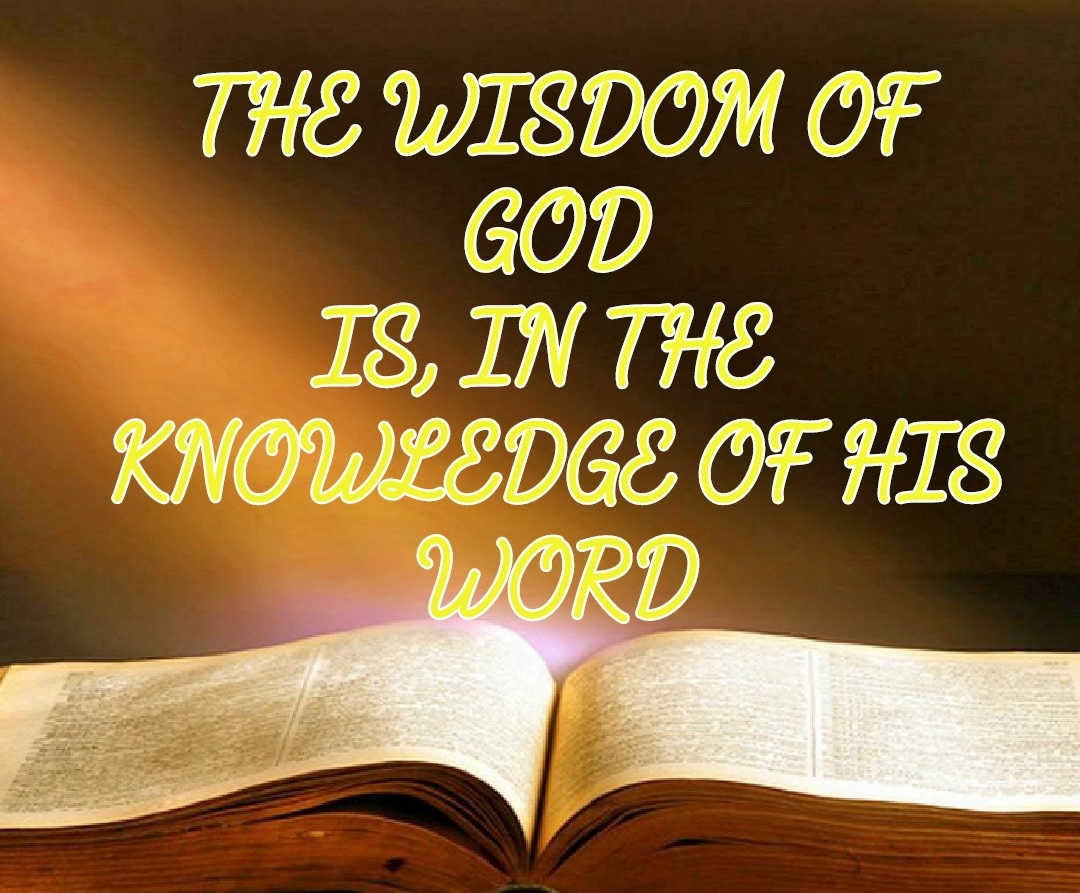 THE WISDOM OF
GOD
IS, IN THE
KNOWLEDGE OF HIS
WORD